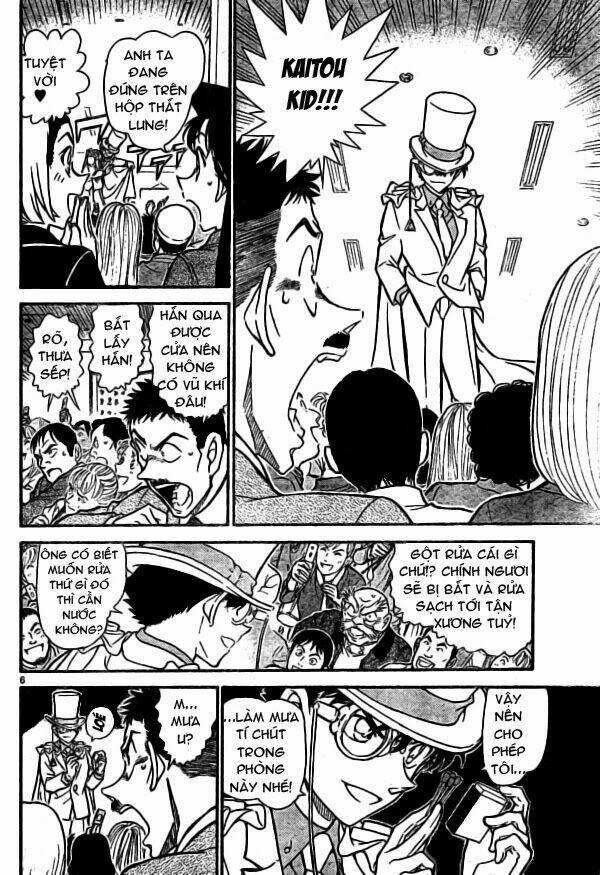 TUYỆT
VỜI
♥
ANH TA
ĐANG
ĐỨNG TRÊN
HỘP THẮT
LƯNG!
KAITOU
KID!!!
HẮN QUA
ĐƯỢC
CỬA NÊN
KHÔNG
CÓ VŨ KHÍ
ĐÂU!
BẮT
LẤY
HẮN!
RÕ,
THƯA
SẾP!
ÔNG CÓ BIẾT
MUỐN RỬA
THỨ GÌ ĐÓ
THÌ CẦN
NƯỚC
KHÔNG?
GỘT RỬA CÁI GÌ
CHỨ!? CHÍNH NGƯƠI
SẼ BỊ BẮT VÀ RỬA
SẠCH TỚI TẬN
XƯƠNG TUỶ!
6
VẬY
NÊN
CHO
PHÉP
TÔI...
...LÀM MƯA
TÍ CHÚT
TRONG
PHÒNG
NÀY NHÉ!
M...
MƯA
Ư?